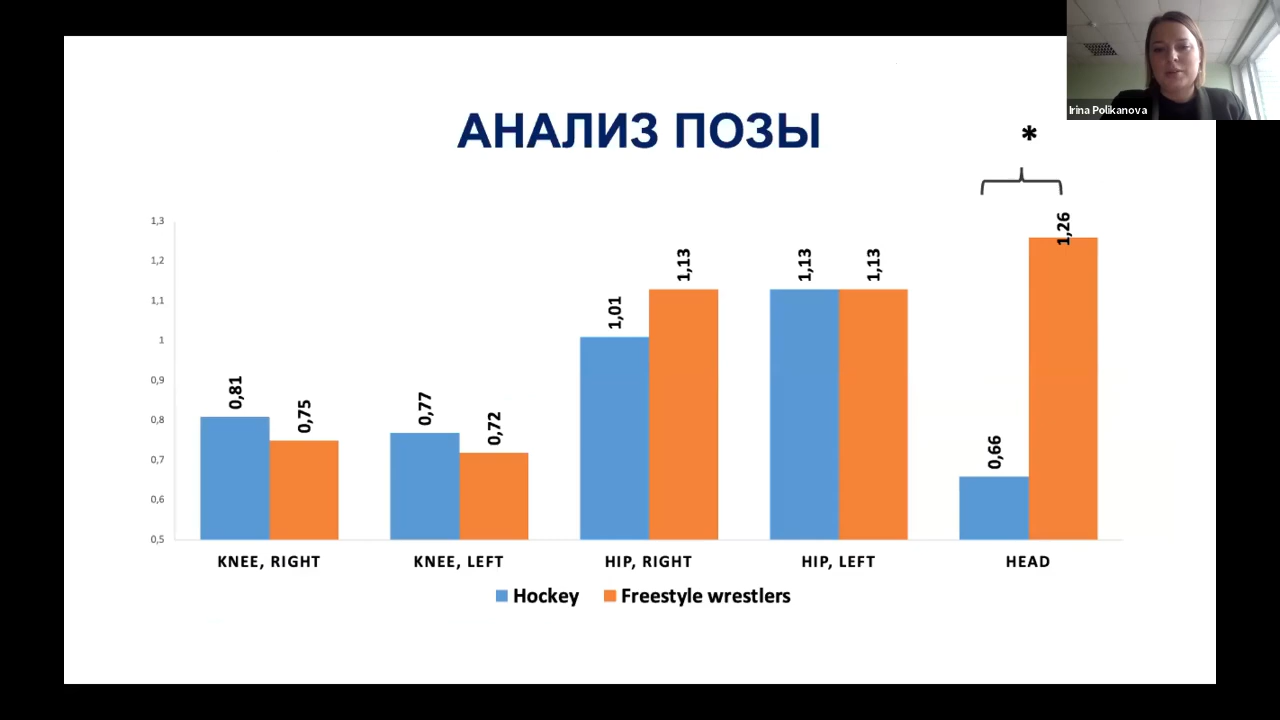 Irina Polikanova
АНАЛИЗ ПОЗЫ
*
1,3
1,2
1,1
1
0,9
0,8
0,7
0,6
0,5
0,81
0,75
0,77
0,72
1,01
1,13
1,13
1,13
0,66
1,26
KNEE, RIGHT
KNEE, LEFT
HIP, RIGHT
HIP, LEFT
HEAD
Hockey
Freestyle wrestlers